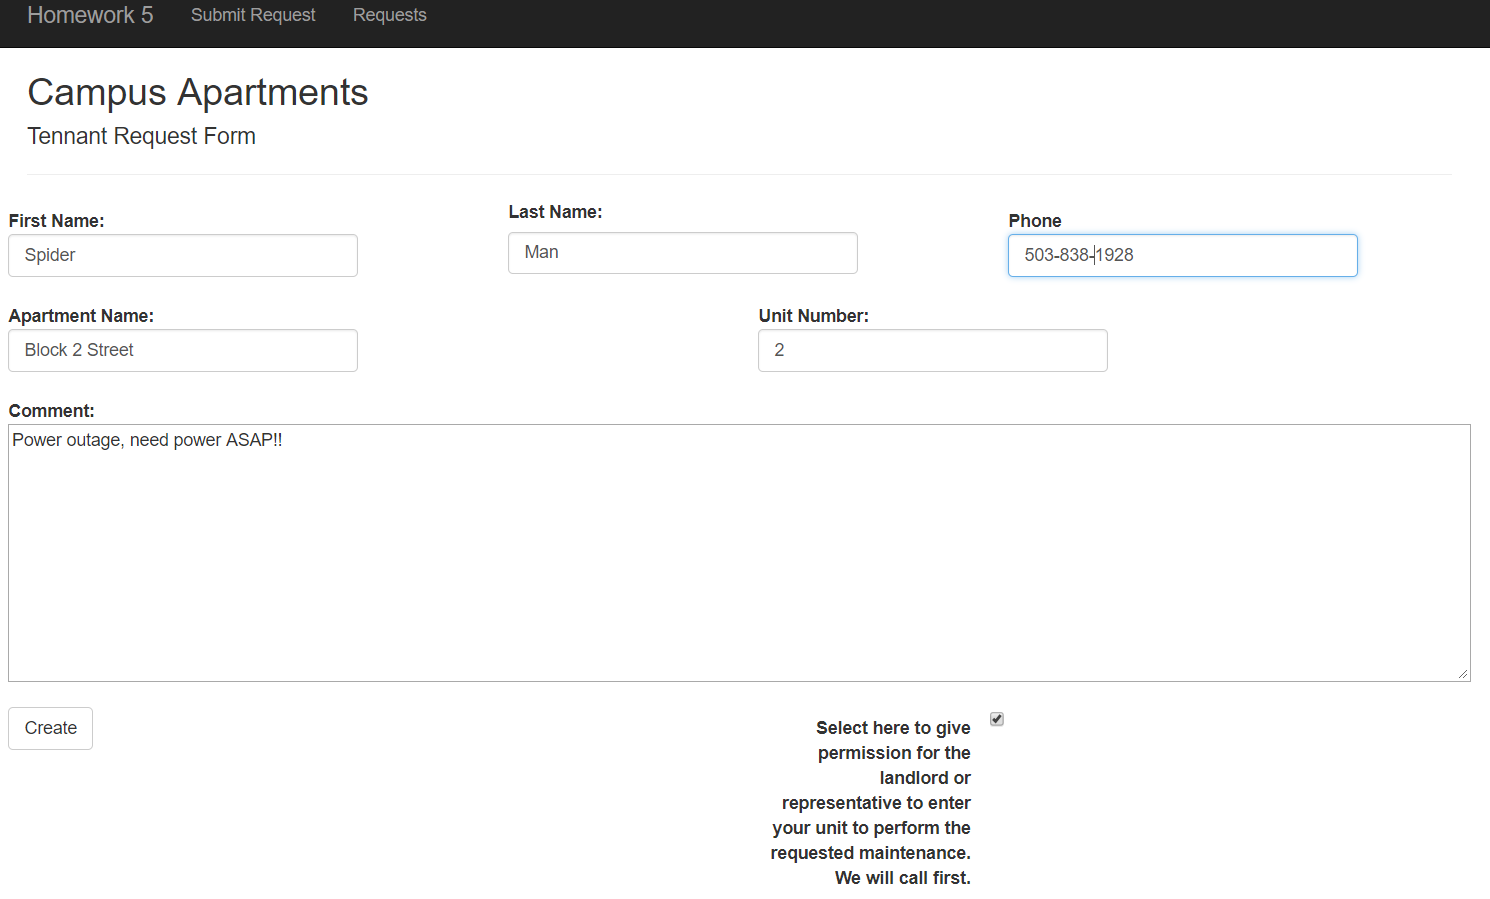 Homework 5 Submit Request Requests
Campus Apartments
Tennant Request Form
First Name: Last Name: Phone
Spider Man 503-838-1928
Apartment Name: Unit Number:
Block 2 Street 2
Comment:
Power outage, need power ASAP!!
Create
Select here to give
permission for the
landlord or
representative to enter
your unit to perform the
requested maintenance.
We will call first.